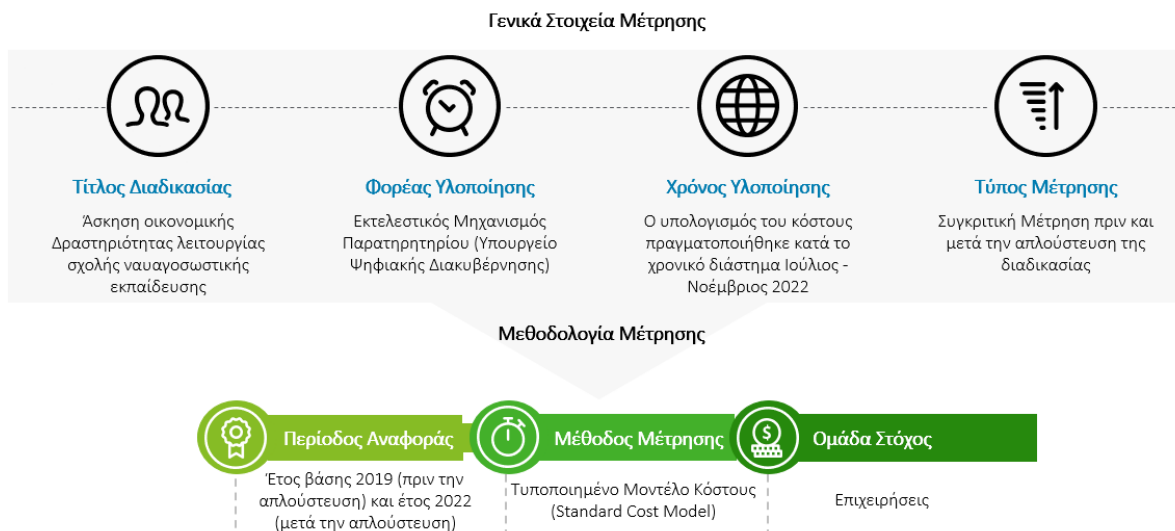 Γενικά Στοιχεία Μέτρησης
Τίτλος Διαδικασίας
Άσκηση οικονομικής
Δραστηριότητας λειτουργίας
σχολής ναυαγοσωστικής
εκπαίδευσης
Φορέας Υλοποίησης
Εκτελεστικός Μηχανισμός
Παρατηρητηρίου (Υπουργείο
Ψηφιακής Διακυβέρνησης)
Χρόνος Υλοποίησης
Ο υπολογισμός του κόστους
πραγματοποιήθηκε κατά το
χρονικό διάστημα Ιούλιος -
Νοέμβριος 2022
Τύπος Μέτρησης
Συγκριτική Μέτρηση πριν και
μετά την απλούστευση της
διαδικασίας
Μεθοδολογία Μέτρησης
Περίοδος Αναφοράς
Έτος βάσης 2019 (πριν την
απλούστευση) και έτος 2022
(μετά την απλούστευση)
Μέθοδος Μέτρησης
Τυποποιημένο Μοντέλο Κόστους
(Standard Cost Model)
Ομάδα Στόχος
Επιχειρήσεις